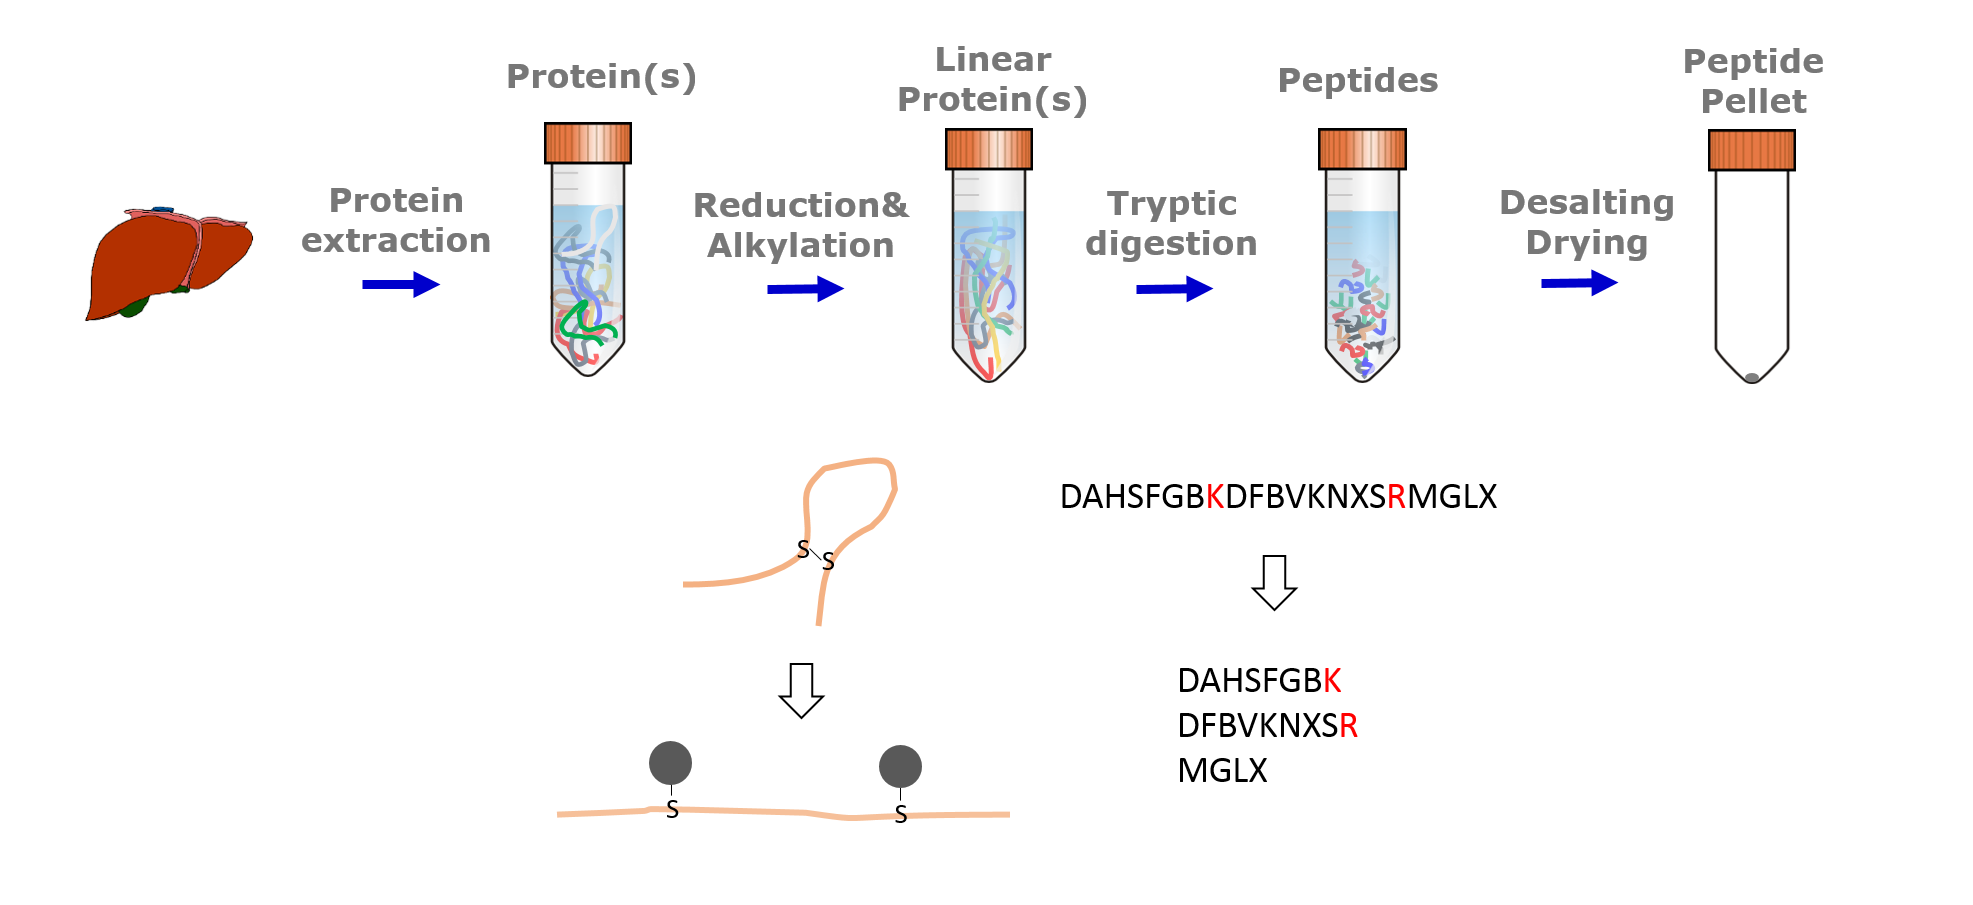 Protein
extraction
Protein(s)
Reduction&
Alkylation
Linear
Protein(s)
Tryptic
digestion
Peptides
Desalting
Drying
Peptide
Pellet
S
S
S
S
DAHSFGBKDFBVKNXSRMGLX
DAHSFGBK
DFBVKNXSR
MGLX